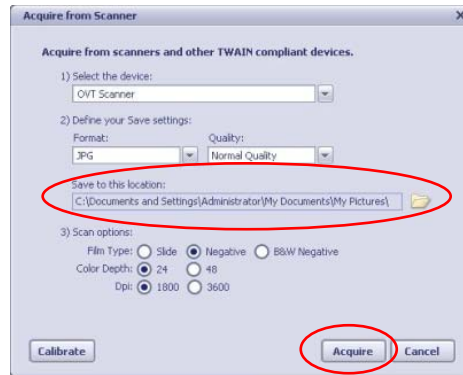 Acquire from Scanner
Acquire from scanners and other TWAIN compliant devices.
1) Select the device:
OVT Scanner
2) Define your Save settings:
Format: Quality:
JPG Normal Quality
Save to this location:
C:\Documents and Settings\Administrator\My Documents\My Pictures\
3) Scan options:
Film Type: Slide Negative B&W Negative
Color Depth: 24 48
Dpi: 1800 3600
Calibrate Acquire Cancel